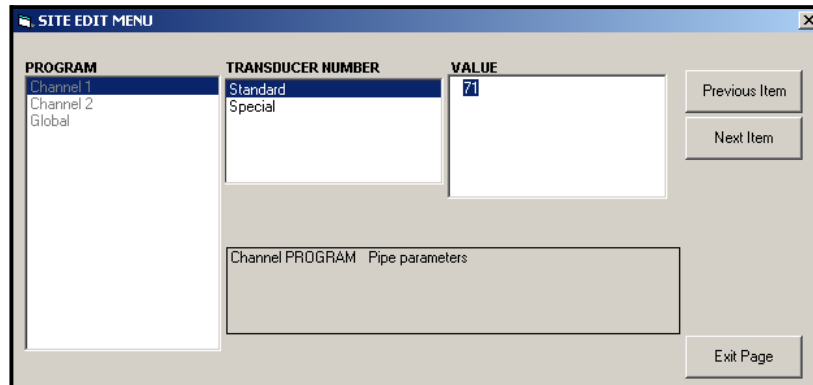 SITE EDIT MENU
PROGRAM
Channel 1
Channel 2
Global
TRANSDUCER NUMBER
Standard
Special
VALUE
71
Previous Item
Next Item
Channel PROGRAM Pipe parameters
Exit Page